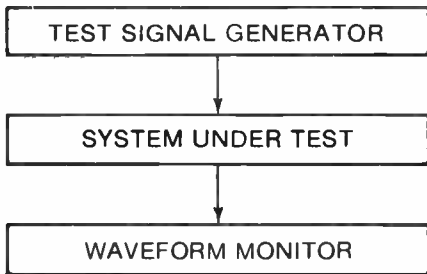 TEST SIGNAL GENERATOR
SYSTEM UNDER TEST
WAVEFORM MONITOR